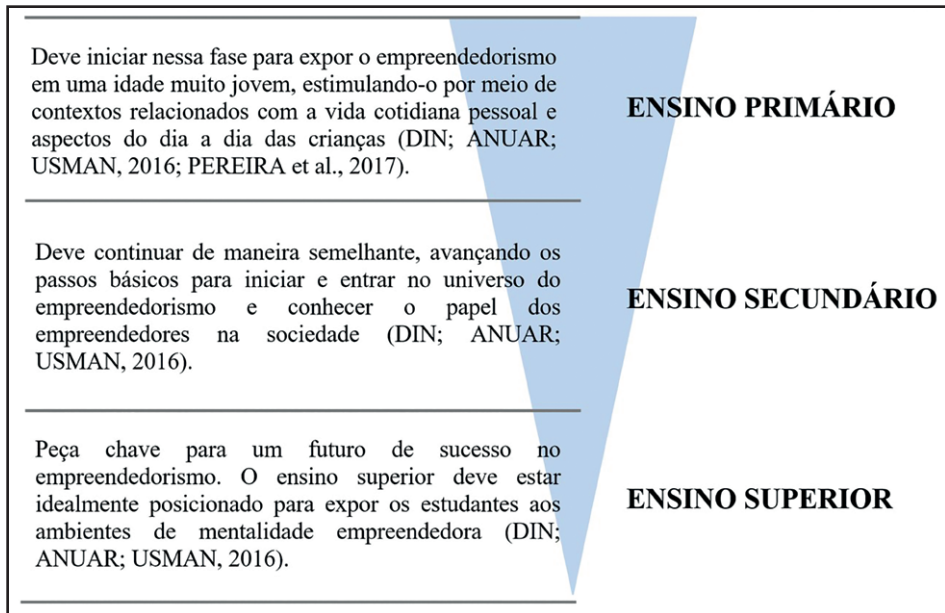 Deve iniciar nessa fase para expor o empreendedorismo
em uma idade muito jovem, estimulando-o por meio de
contextos relacionados com a vida cotidiana pessoal e
aspectos do dia a dia das crianças (DIN; ANUAR;
USMAN, 2016; PEREIRA et al., 2017).
ENSINO PRIMÁRIO
Deve continuar de maneira semelhante, avançando os
passos básicos para iniciar e entrar no universo do
empreendedorismo e conhecer o papel dos
empreendedores na sociedade (DIN; ANUAR;
USMAN, 2016).
ENSINO SECUNDÁRIO
Peça chave para um futuro de sucesso no
empreendedorismo. O ensino superior deve estar
idealmente posicionado para expor os estudantes aos
ambientes de mentalidade empreendedora (DIN;
ANUAR; USMAN, 2016).
ENSINO SUPERIOR